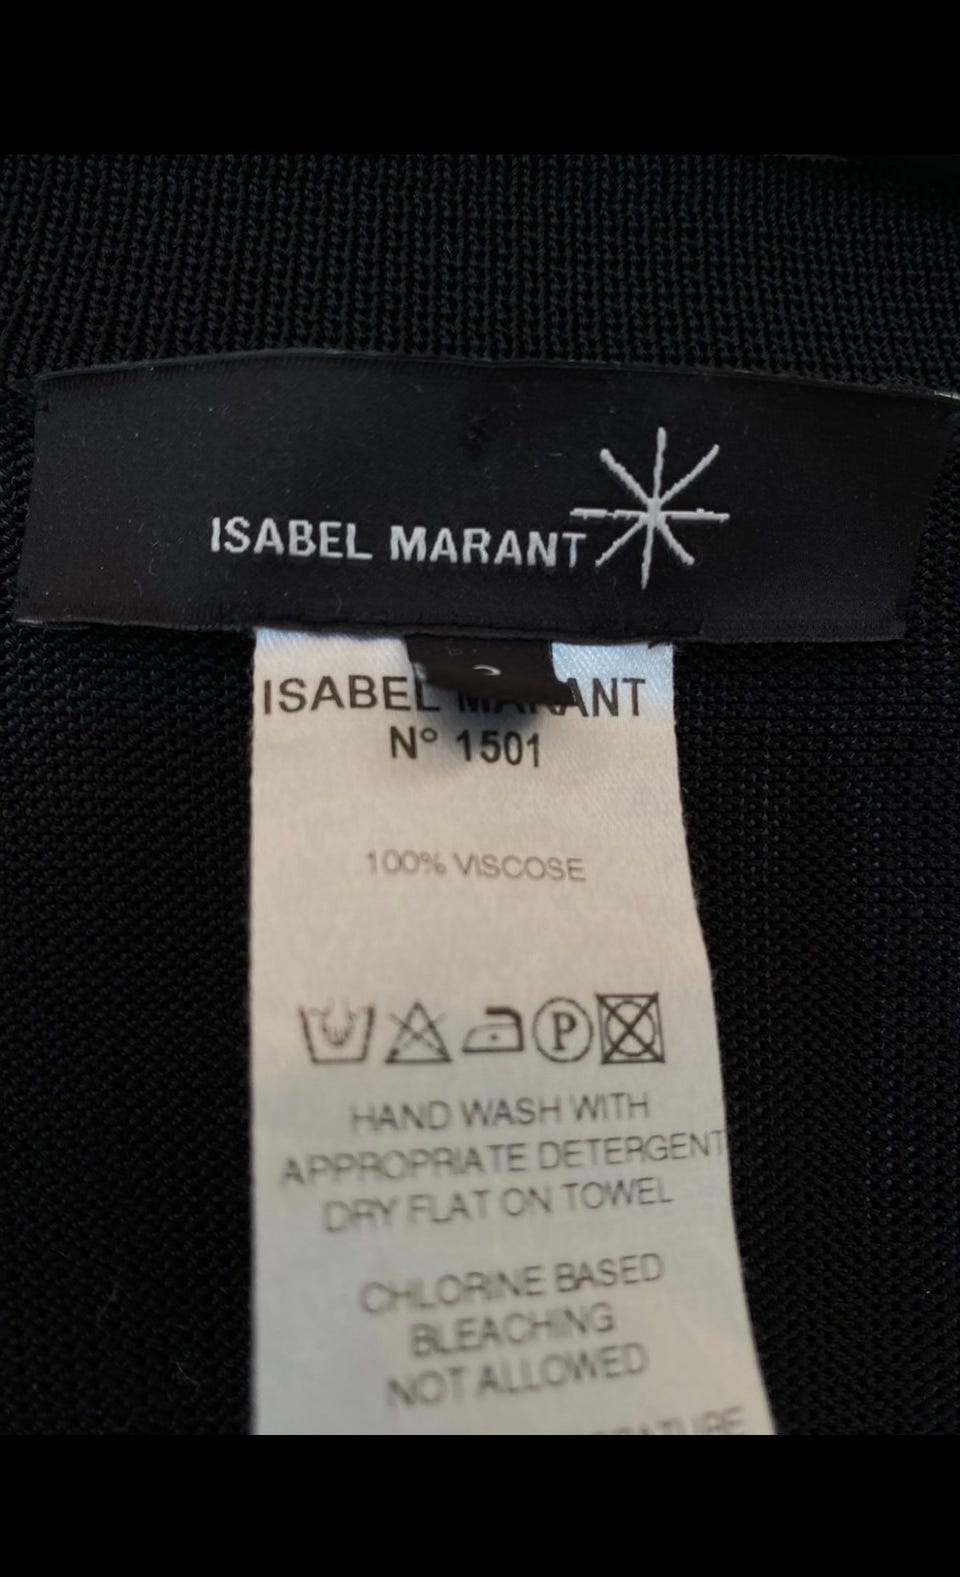 ISABEL MARANT
ISABEL MARANT
N° 1501
100% VISCOSE
P
HAND WASH WITH
APPROPRIATE DETERGENT
DRY FLAT ON TOWEL
CHLORINE BASED
BLEACHING
NOT ALLOWED